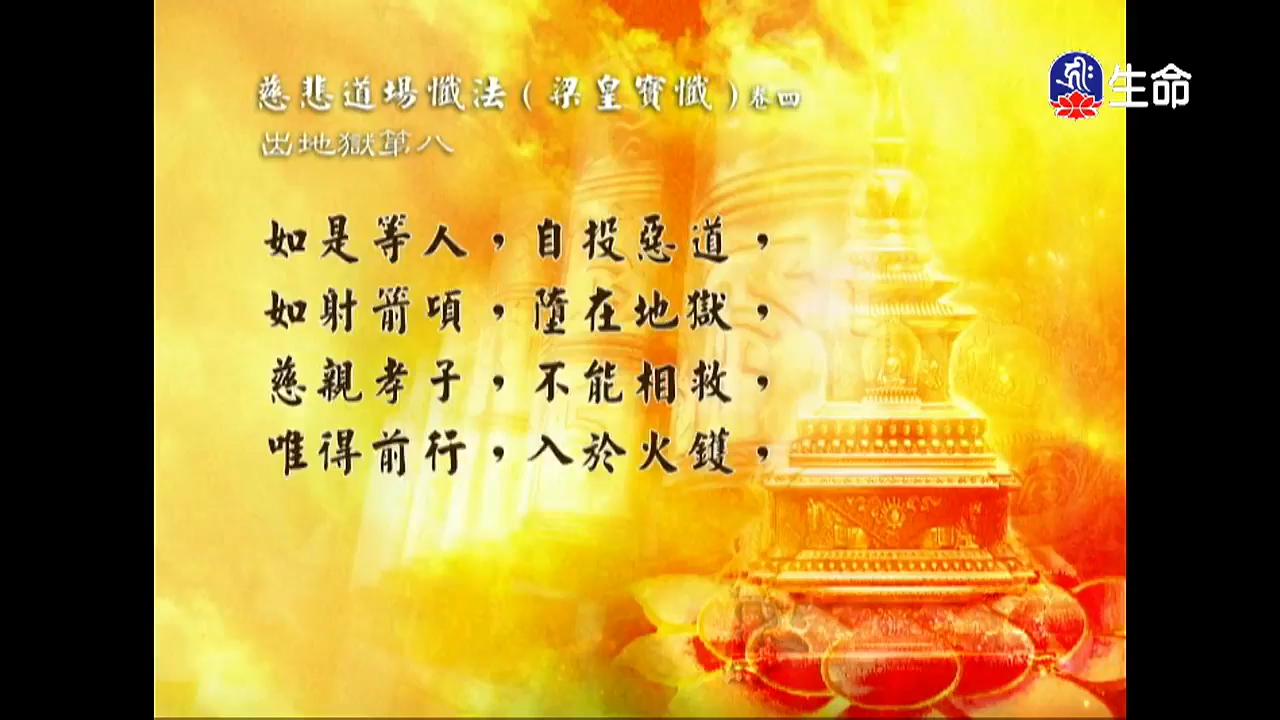 慈悲道場懺法(梁皇寶懺)卷四
生命
出地獄第八
如是等人，自投惡道，
如射箭項，墮在地獄，
慈親孝子，不能相救，
唯得前行，入於火鑊，